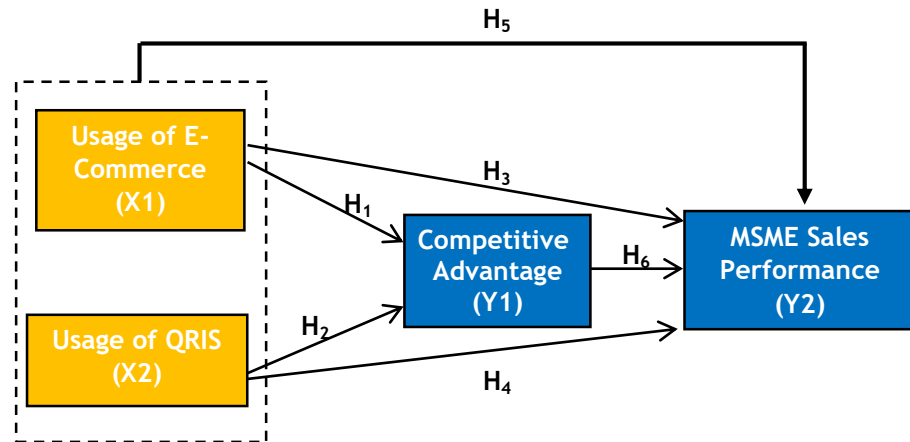 H₅
Usage of E-
Commerce
(X1)
H₃
H₁
Competitive
Advantage
(Y1)
H₆
MSME Sales
Performance
(Y2)
Usage of QRIS
(X2)
H₂
H₄